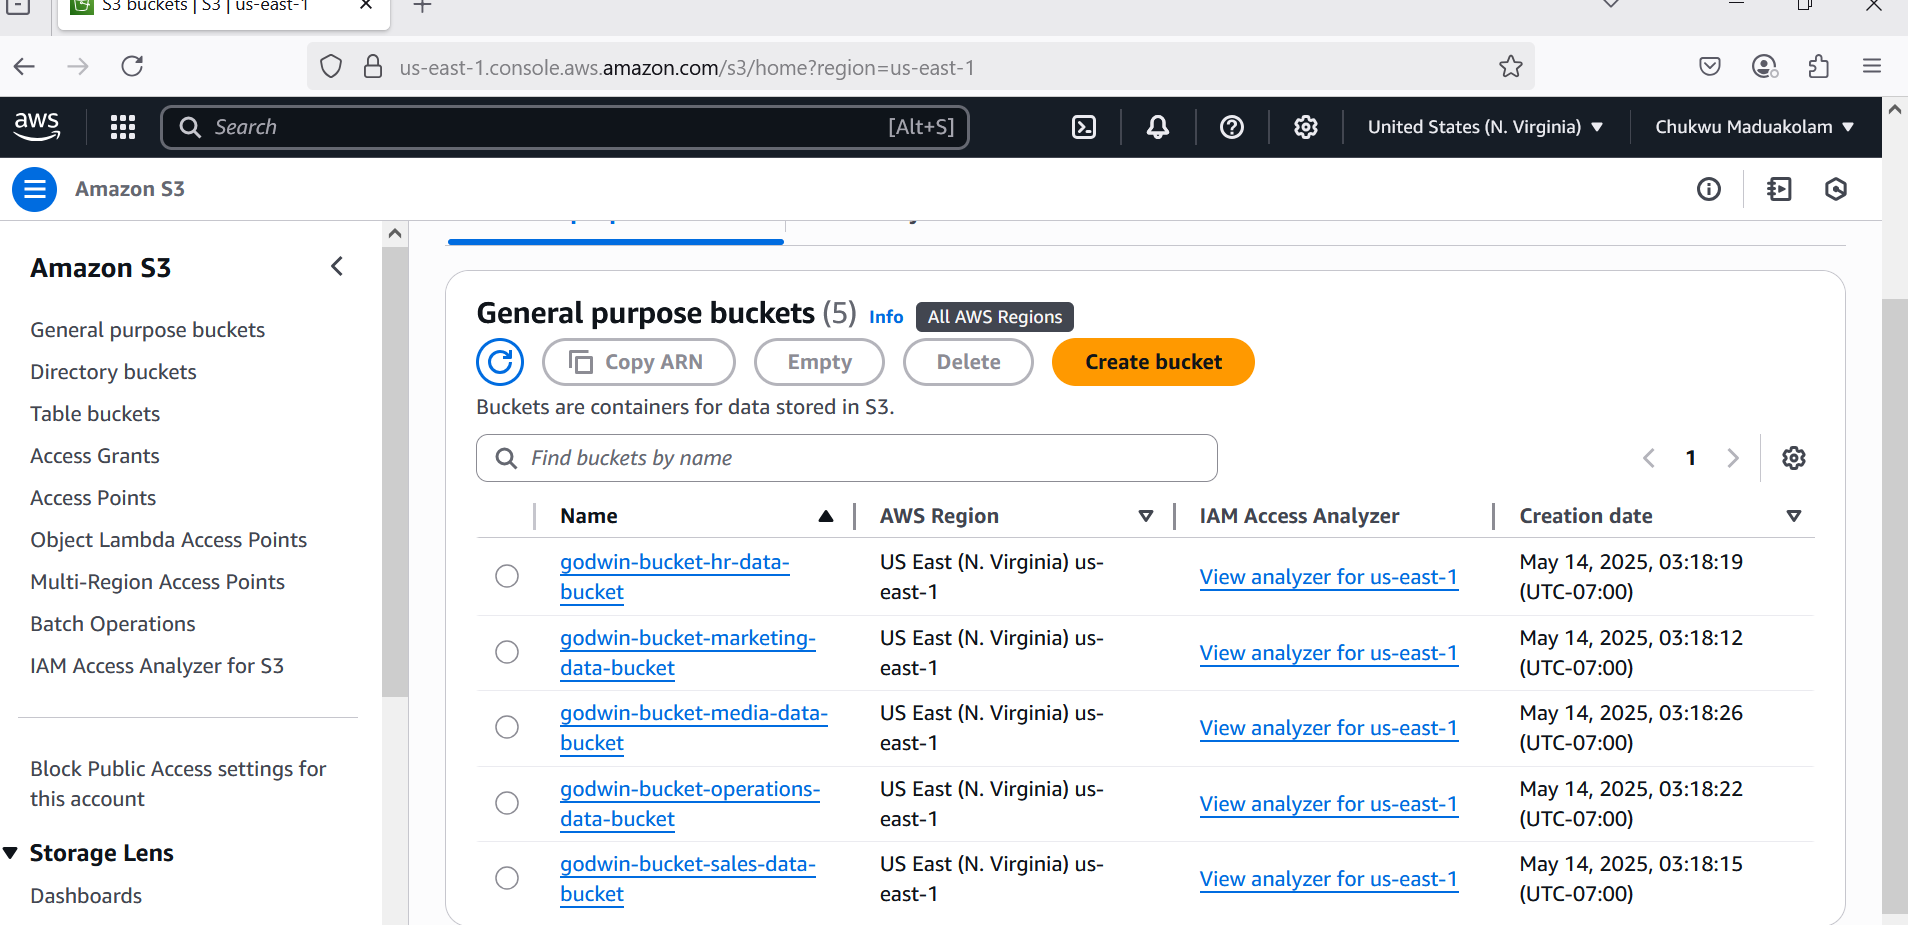 S3 buckets | S3 | us-east-1
us-east-1.console.aws.amazon.com/s3/home?region=us-east-1
aws
Search
[Alt+S]
United States (N. Virginia)
Chukwu Maduakolam
Amazon S3
Amazon S3
General purpose buckets
Directory buckets
Table buckets
Access Grants
Access Points
Object Lambda Access Points
Multi-Region Access Points
Batch Operations
IAM Access Analyzer for S3
Block Public Access settings for
this account
Storage Lens
Dashboards
General purpose buckets (5) Info All AWS Regions
Copy ARN
Empty
Delete
Create bucket
Buckets are containers for data stored in S3.
Find buckets by name
1
Name
AWS Region
IAM Access Analyzer
Creation date
godwin-bucket-hr-data-
bucket
US East (N. Virginia) us-
east-1
View analyzer for us-east-1
May 14, 2025, 03:18:19
(UTC-07:00)
godwin-bucket-marketing-
data-bucket
US East (N. Virginia) us-
east-1
View analyzer for us-east-1
May 14, 2025, 03:18:12
(UTC-07:00)
godwin-bucket-media-data-
bucket
US East (N. Virginia) us-
east-1
View analyzer for us-east-1
May 14, 2025, 03:18:26
(UTC-07:00)
godwin-bucket-operations-
data-bucket
US East (N. Virginia) us-
east-1
View analyzer for us-east-1
May 14, 2025, 03:18:22
(UTC-07:00)
godwin-bucket-sales-data-
bucket
US East (N. Virginia) us-
east-1
View analyzer for us-east-1
May 14, 2025, 03:18:15
(UTC-07:00)